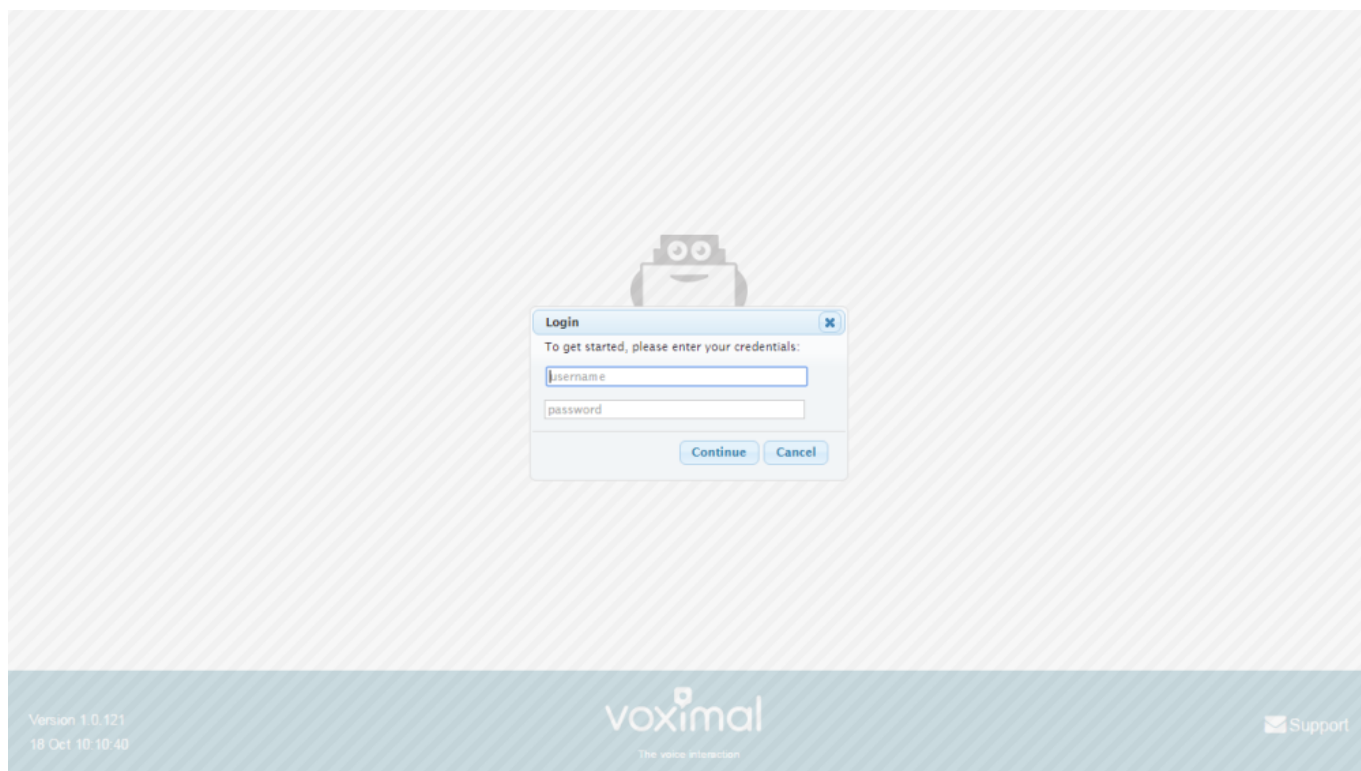 Login
To get started, please enter your credentials:
username
password
Continue Cancel
Version 1.0.121
18 Oct 10:10:40
voximal
The voice interaction
Support